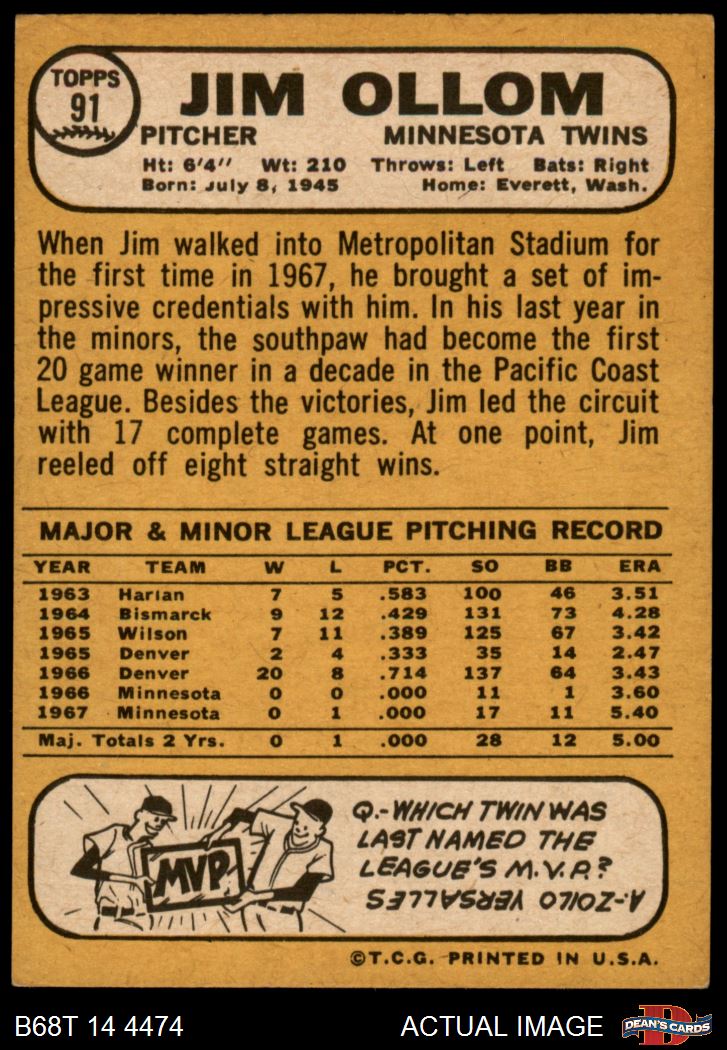 TOPPS
91
JIM OLLOM
PITCHER MINNESOTA TWINS
Ht: 6'4'' Wt: 210 Throws: Left Bats: Right
Born: July 8, 1945 Home: Everett, Wash.
When Jim walked into Metropolitan Stadium for
the first time in 1967, he brought a set of im-
pressive credentials with him. In his last year in
the minors, the southpaw had become the first
20 game winner in a decade in the Pacific Coast
League. Besides the victories, Jim led the circuit
with 17 complete games. At one point, Jim
reeled off eight straight wins.
MAJOR & MINOR LEAGUE PITCHING RECORD
YEAR TEAM W L PCT. SO BB ERA
1963 Harlan 7 5 .583 100 46 3.51
1964 Bismarck 9 12 .429 131 73 4.28
1965 Wilson 7 11 .389 125 67 3.42
1965 Denver 2 4 .333 35 14 2.47
1966 Denver 20 8 .714 137 64 3.43
1966 Minnesota 0 0 .000 11 1 3.60
1967 Minnesota 0 1 .000 17 11 5.40
Maj. Totals 2 Yrs. 0 1 .000 28 12 5.00
MVP
Q.-WHICH TWIN WAS
LAST NAMED THE
LEAGUE'S M.V.P.?
A:-ZOILO VERSALLES
©T.C.G. PRINTED IN U.S.A.
B68T 14 4474 ACTUAL IMAGE
D
DEAN'S CARDS